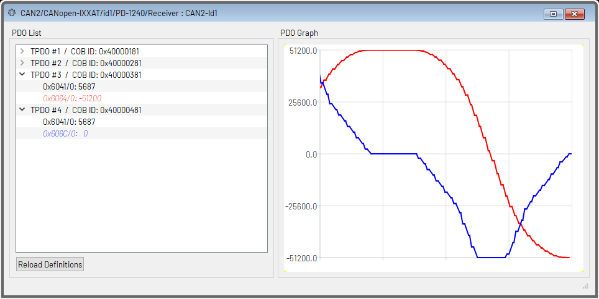 CAN2/CANopen-IXXAT/id1/PD-1240/Receiver : CAN2-Id1
PDO List
TPDO #1 / COB ID: 0x40000181
TPDO #2 / COB ID: 0x40000281
TPDO #3 / COB ID: 0x40000381
0x6041/0: 5687
0x6064/0: -51200
TPDO #4 / COB ID: 0x40000481
0x6041/0: 5687
0x606C/0: 0
Reload Definitions
PDO Graph
51200.0
25600.0
0.0
-25600.0
-51200.0